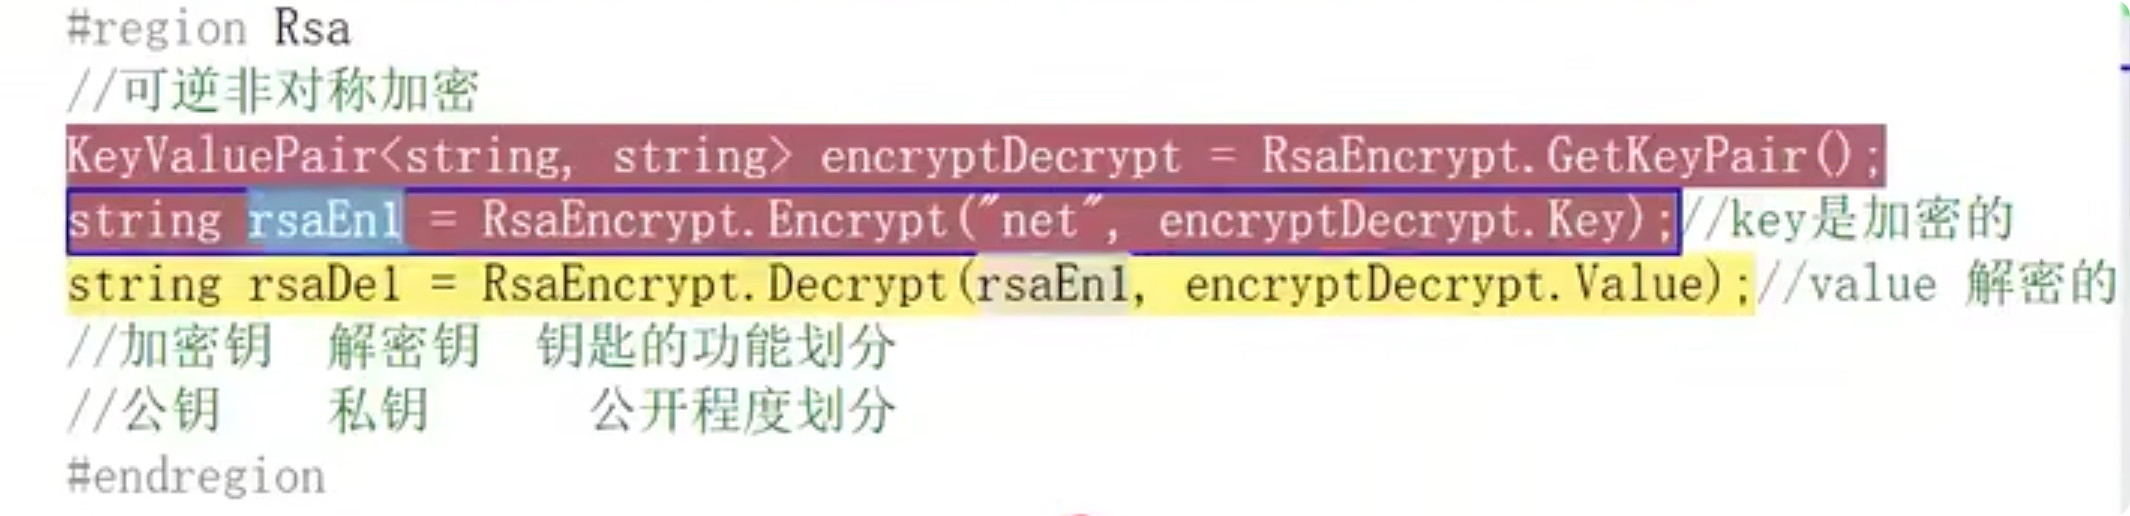 #region Rsa
//可逆非对称加密
KeyValuePair<string, string> encryptDecrypt = RsaEncrypt.GetKeyPair();
string rsaEn1 = RsaEncrypt.Encrypt("net", encryptDecrypt.Key);//key是加密的
string rsaDe1 = RsaEncrypt.Decrypt(rsaEn1, encryptDecrypt.Value);//value 解密的
//加密钥  解密钥  钥匙的功能划分
//公钥    私钥      公开程度划分
#endregion